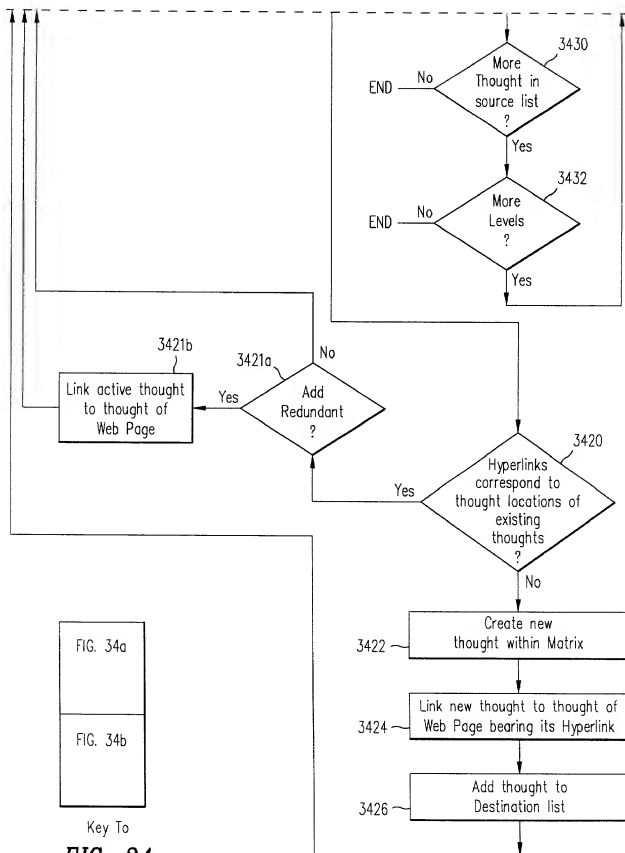 3430
More
Thought in
source list
?
No
END
Yes
3432
More
Levels
?
No
END
Yes
3421b
Link active thought
to thought of
Web Page
Yes
3421a
Add
Redundant
?
No
Yes
3420
Hyperlinks
correspond to
thought locations of
existing
thoughts
?
No
Create new
thought within Matrix
3422
Link new thought to thought of
Web Page bearing its Hyperlink
3424
Add thought to
Destination list
3426
FIG. 34a
FIG. 34b
Key To
FIG. 34